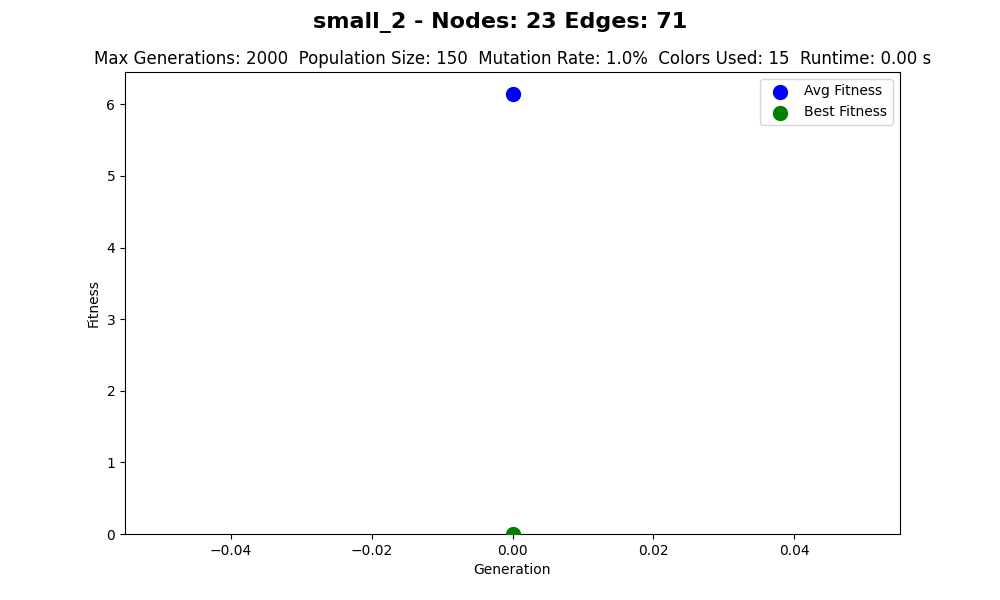 small_2 - Nodes: 23 Edges: 71
Max Generations: 2000  Population Size: 150  Mutation Rate: 1.0%  Colors Used: 15  Runtime: 0.00 s
Avg Fitness
Best Fitness
6
5
4
3
2
1
0
Fitness
−0.04
−0.02
0.00
0.02
0.04
Generation